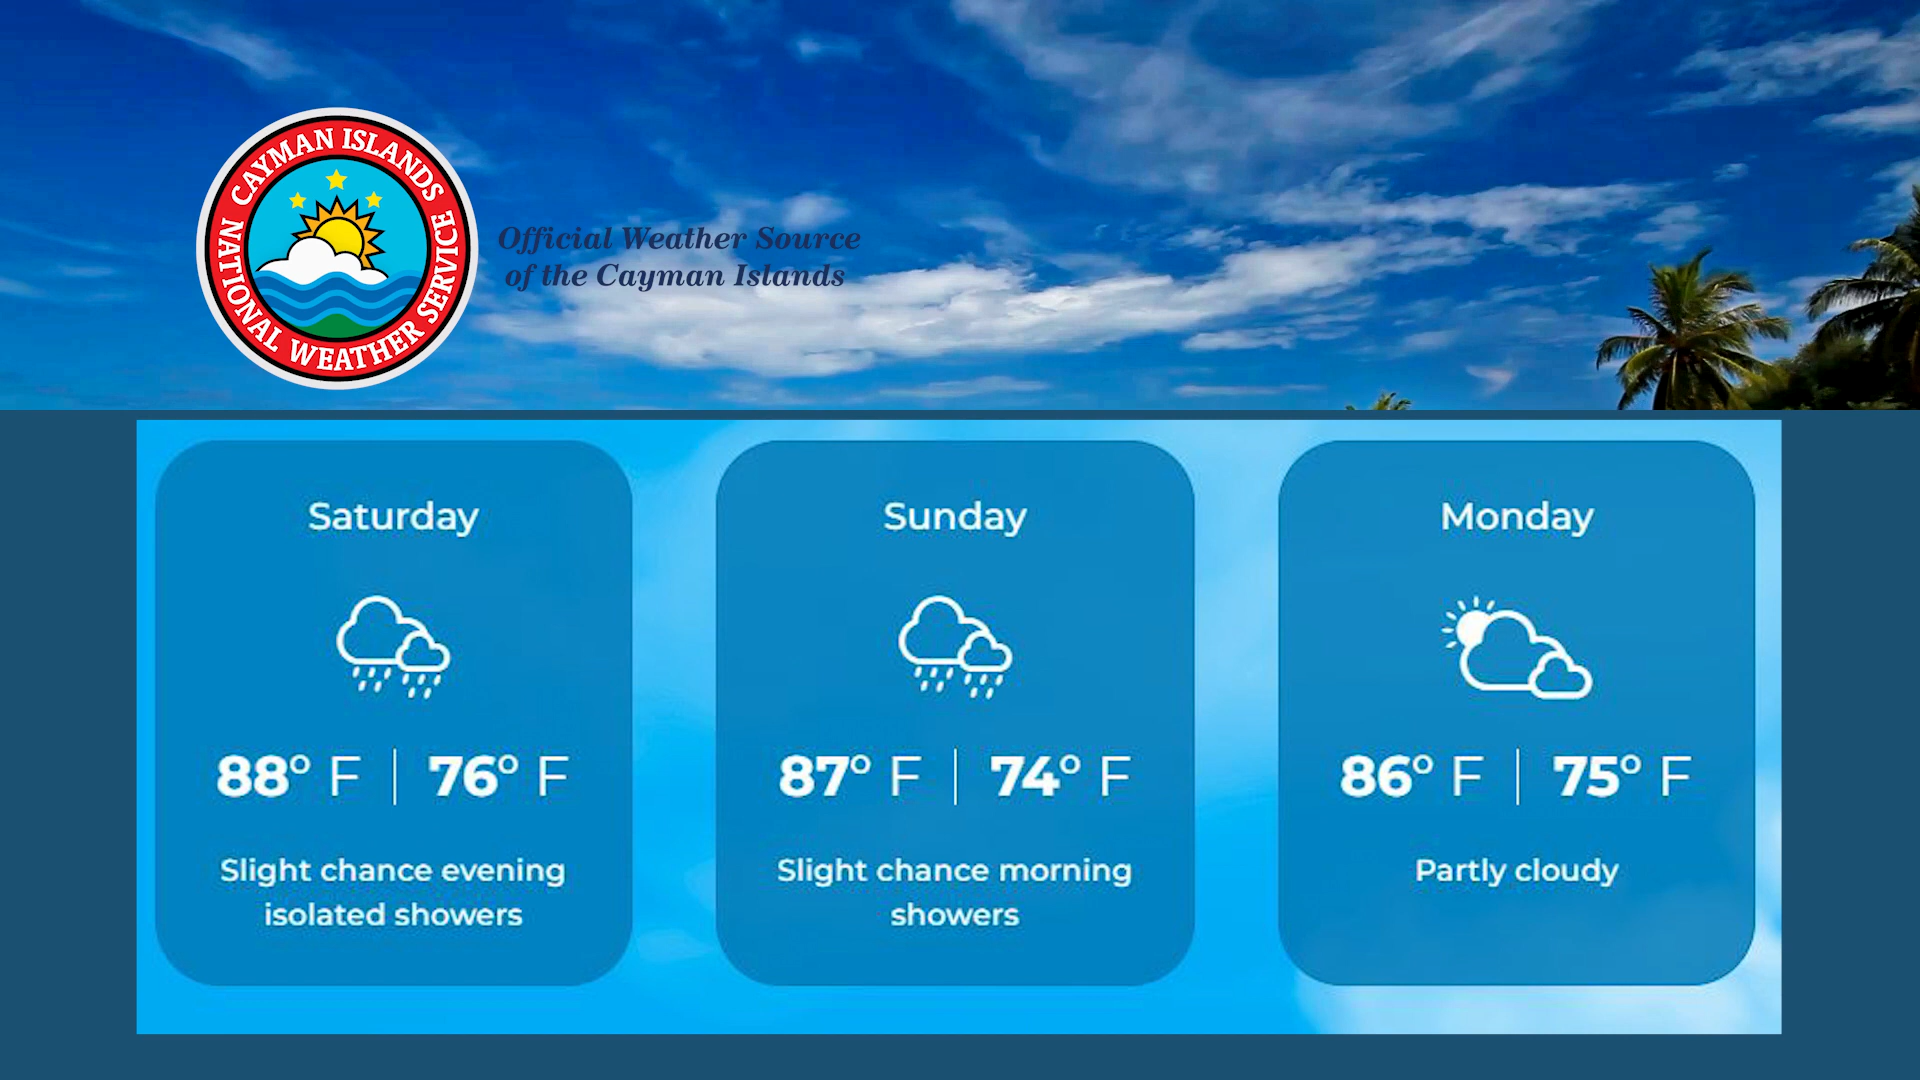 CAYMAN ISLANDS
NATIONAL WEATHER SERVICE
Official Weather Source
of the Cayman Islands
Saturday
88° F | 76° F
Slight chance evening
isolated showers
Sunday
87° F | 74° F
Slight chance morning
showers
Monday
86° F | 75° F
Partly cloudy